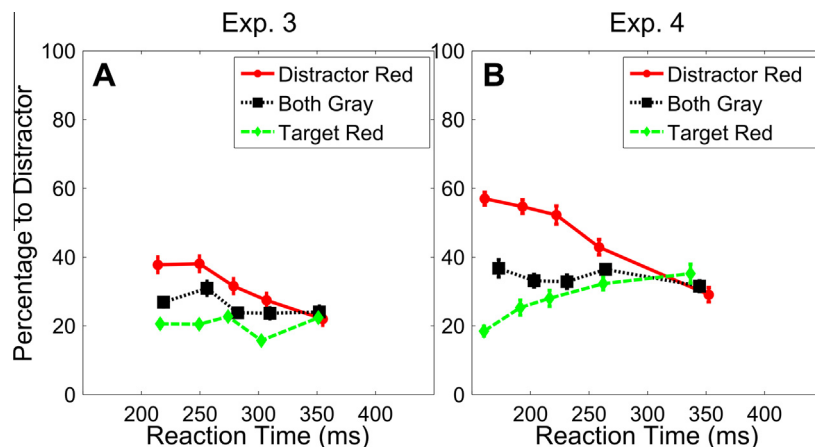 Exp. 3
Exp. 4
Percentage to Distractor
100
80
60
40
20
0
A
Distractor Red
Both Gray
Target Red
200
250
300
350
400
Reaction Time (ms)
100
80
60
40
20
0
B
Distractor Red
Both Gray
Target Red
200
250
300
350
400
Reaction Time (ms)